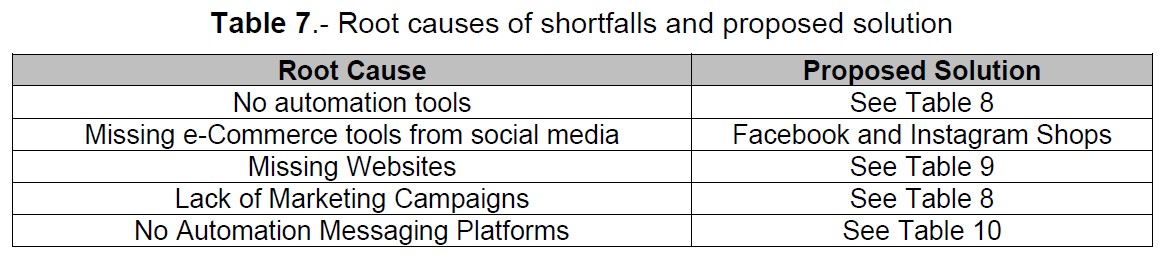 Table 7.- Root causes of shortfalls and proposed solution
Root Cause Proposed Solution
No automation tools See Table 8
Missing e-Commerce tools from social media Facebook and Instagram Shops
Missing Websites See Table 9
Lack of Marketing Campaigns See Table 8
No Automation Messaging Platforms See Table 10